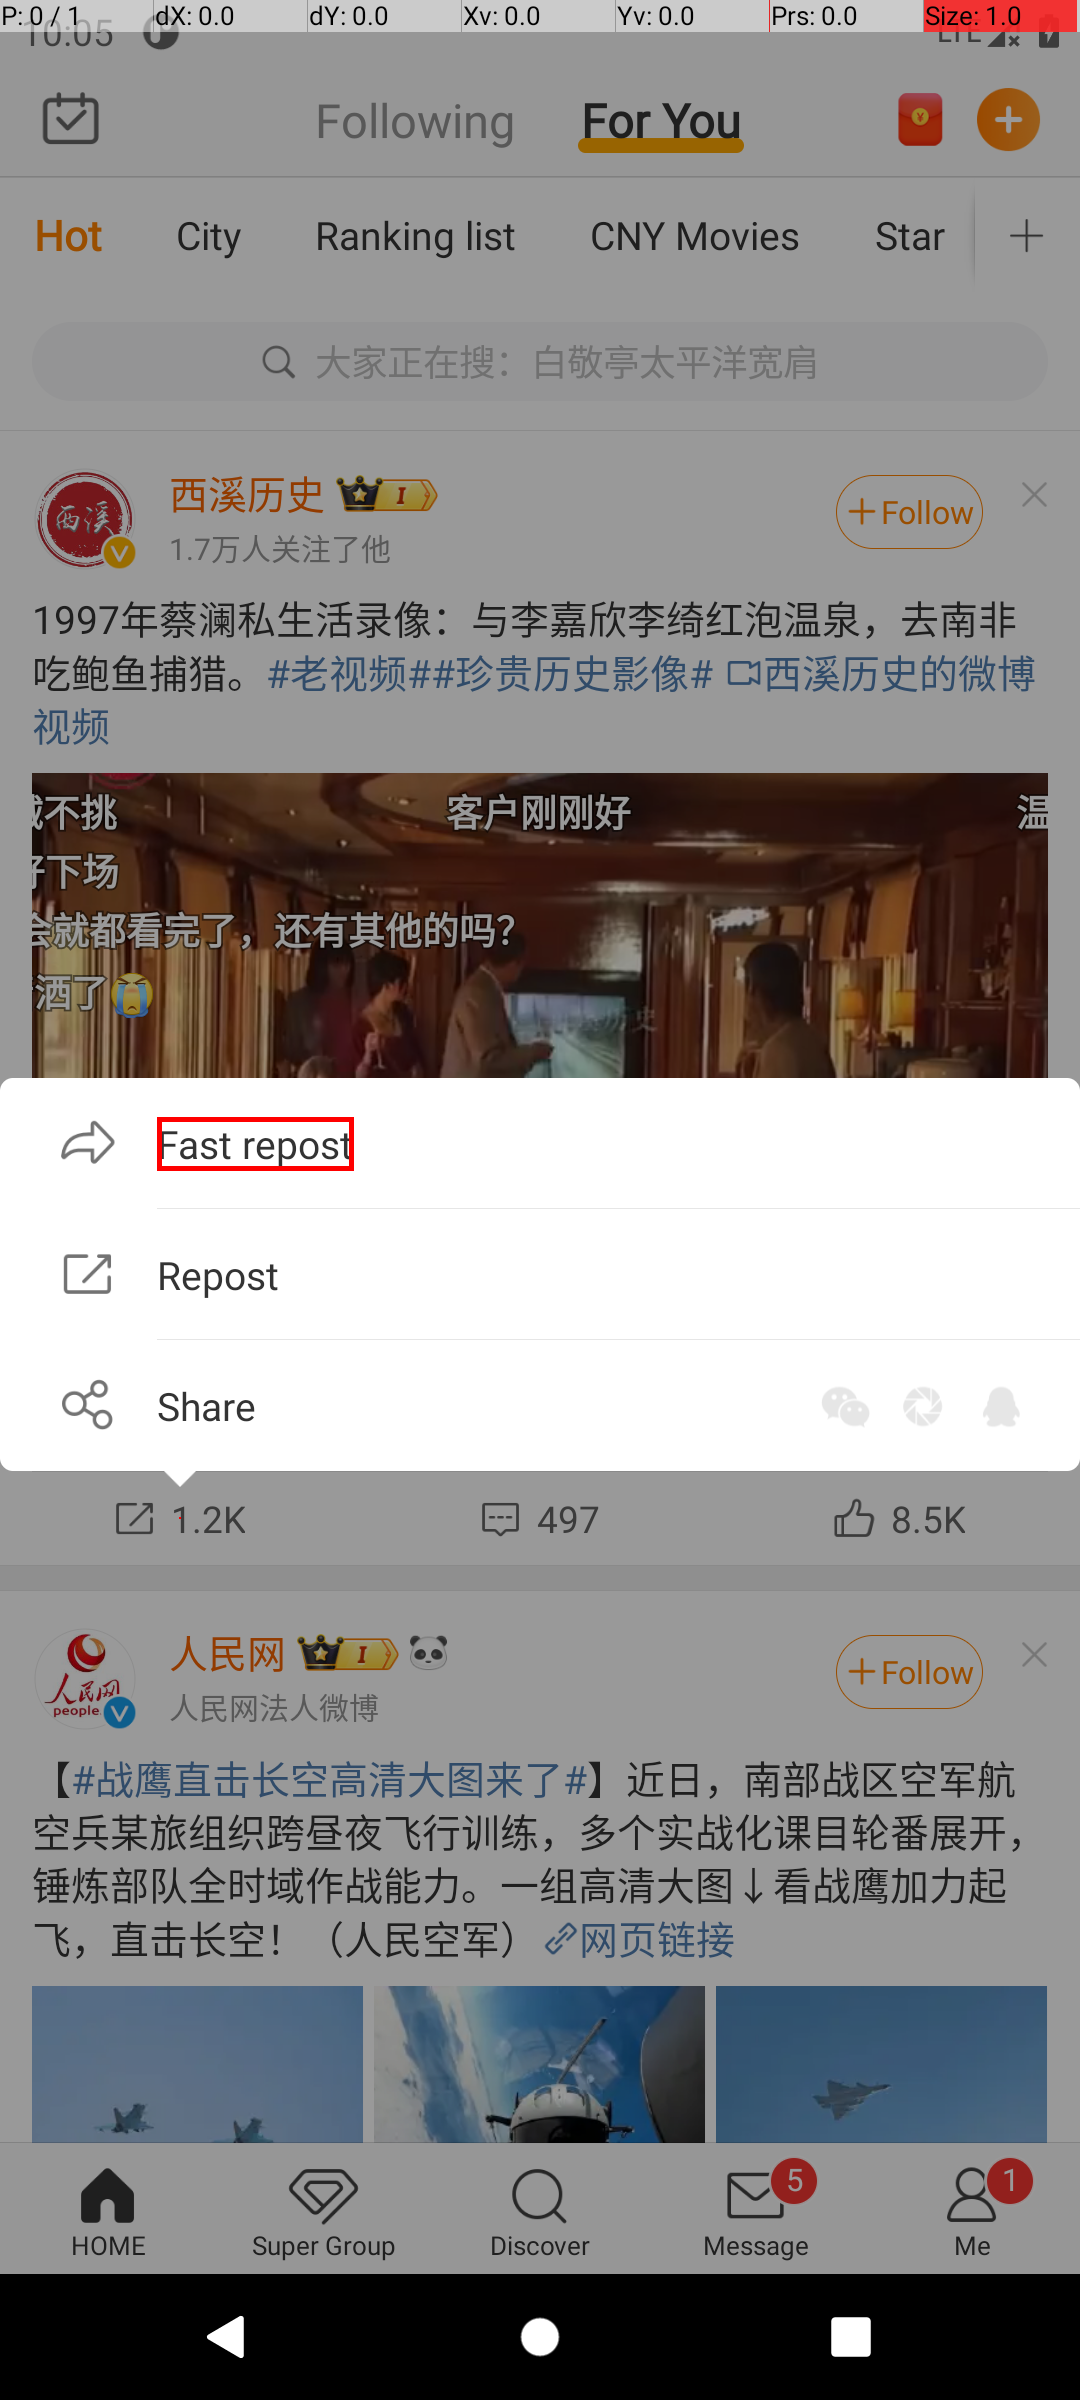 P: 0 / 1 dX: 0.0 dY: 0.0 Xv: 0.0 Yv: 0.0 Prs: 0.0 Size: 1.0
10:05 LTE
Following For You
Hot City Ranking list CNY Movies Star
大家正在搜：白敬亭太平洋宽肩
西溪
西溪历史 I
+Follow
1.7万人关注了他
1997年蔡澜私生活录像：与李嘉欣李绮红泡温泉，去南非
吃鲍鱼捕猎。#老视频##珍贵历史影像# 西溪历史的微博
视频
不挑 客户刚刚好 温
好下场
会就都看完了，还有其他的吗？
洒了
Fast repost
Repost
Share
1.2K 497 8.5K
人民网 I
+Follow
人民网
people
人民网法人微博
【#战鹰直击长空高清大图来了#】近日，南部战区空军航
空兵某旅组织跨昼夜飞行训练，多个实战化课目轮番展开，
锤炼部队全时域作战能力。一组高清大图↓看战鹰加力起
飞，直击长空！（人民空军）网页链接
5 1
HOME Super Group Discover Message Me